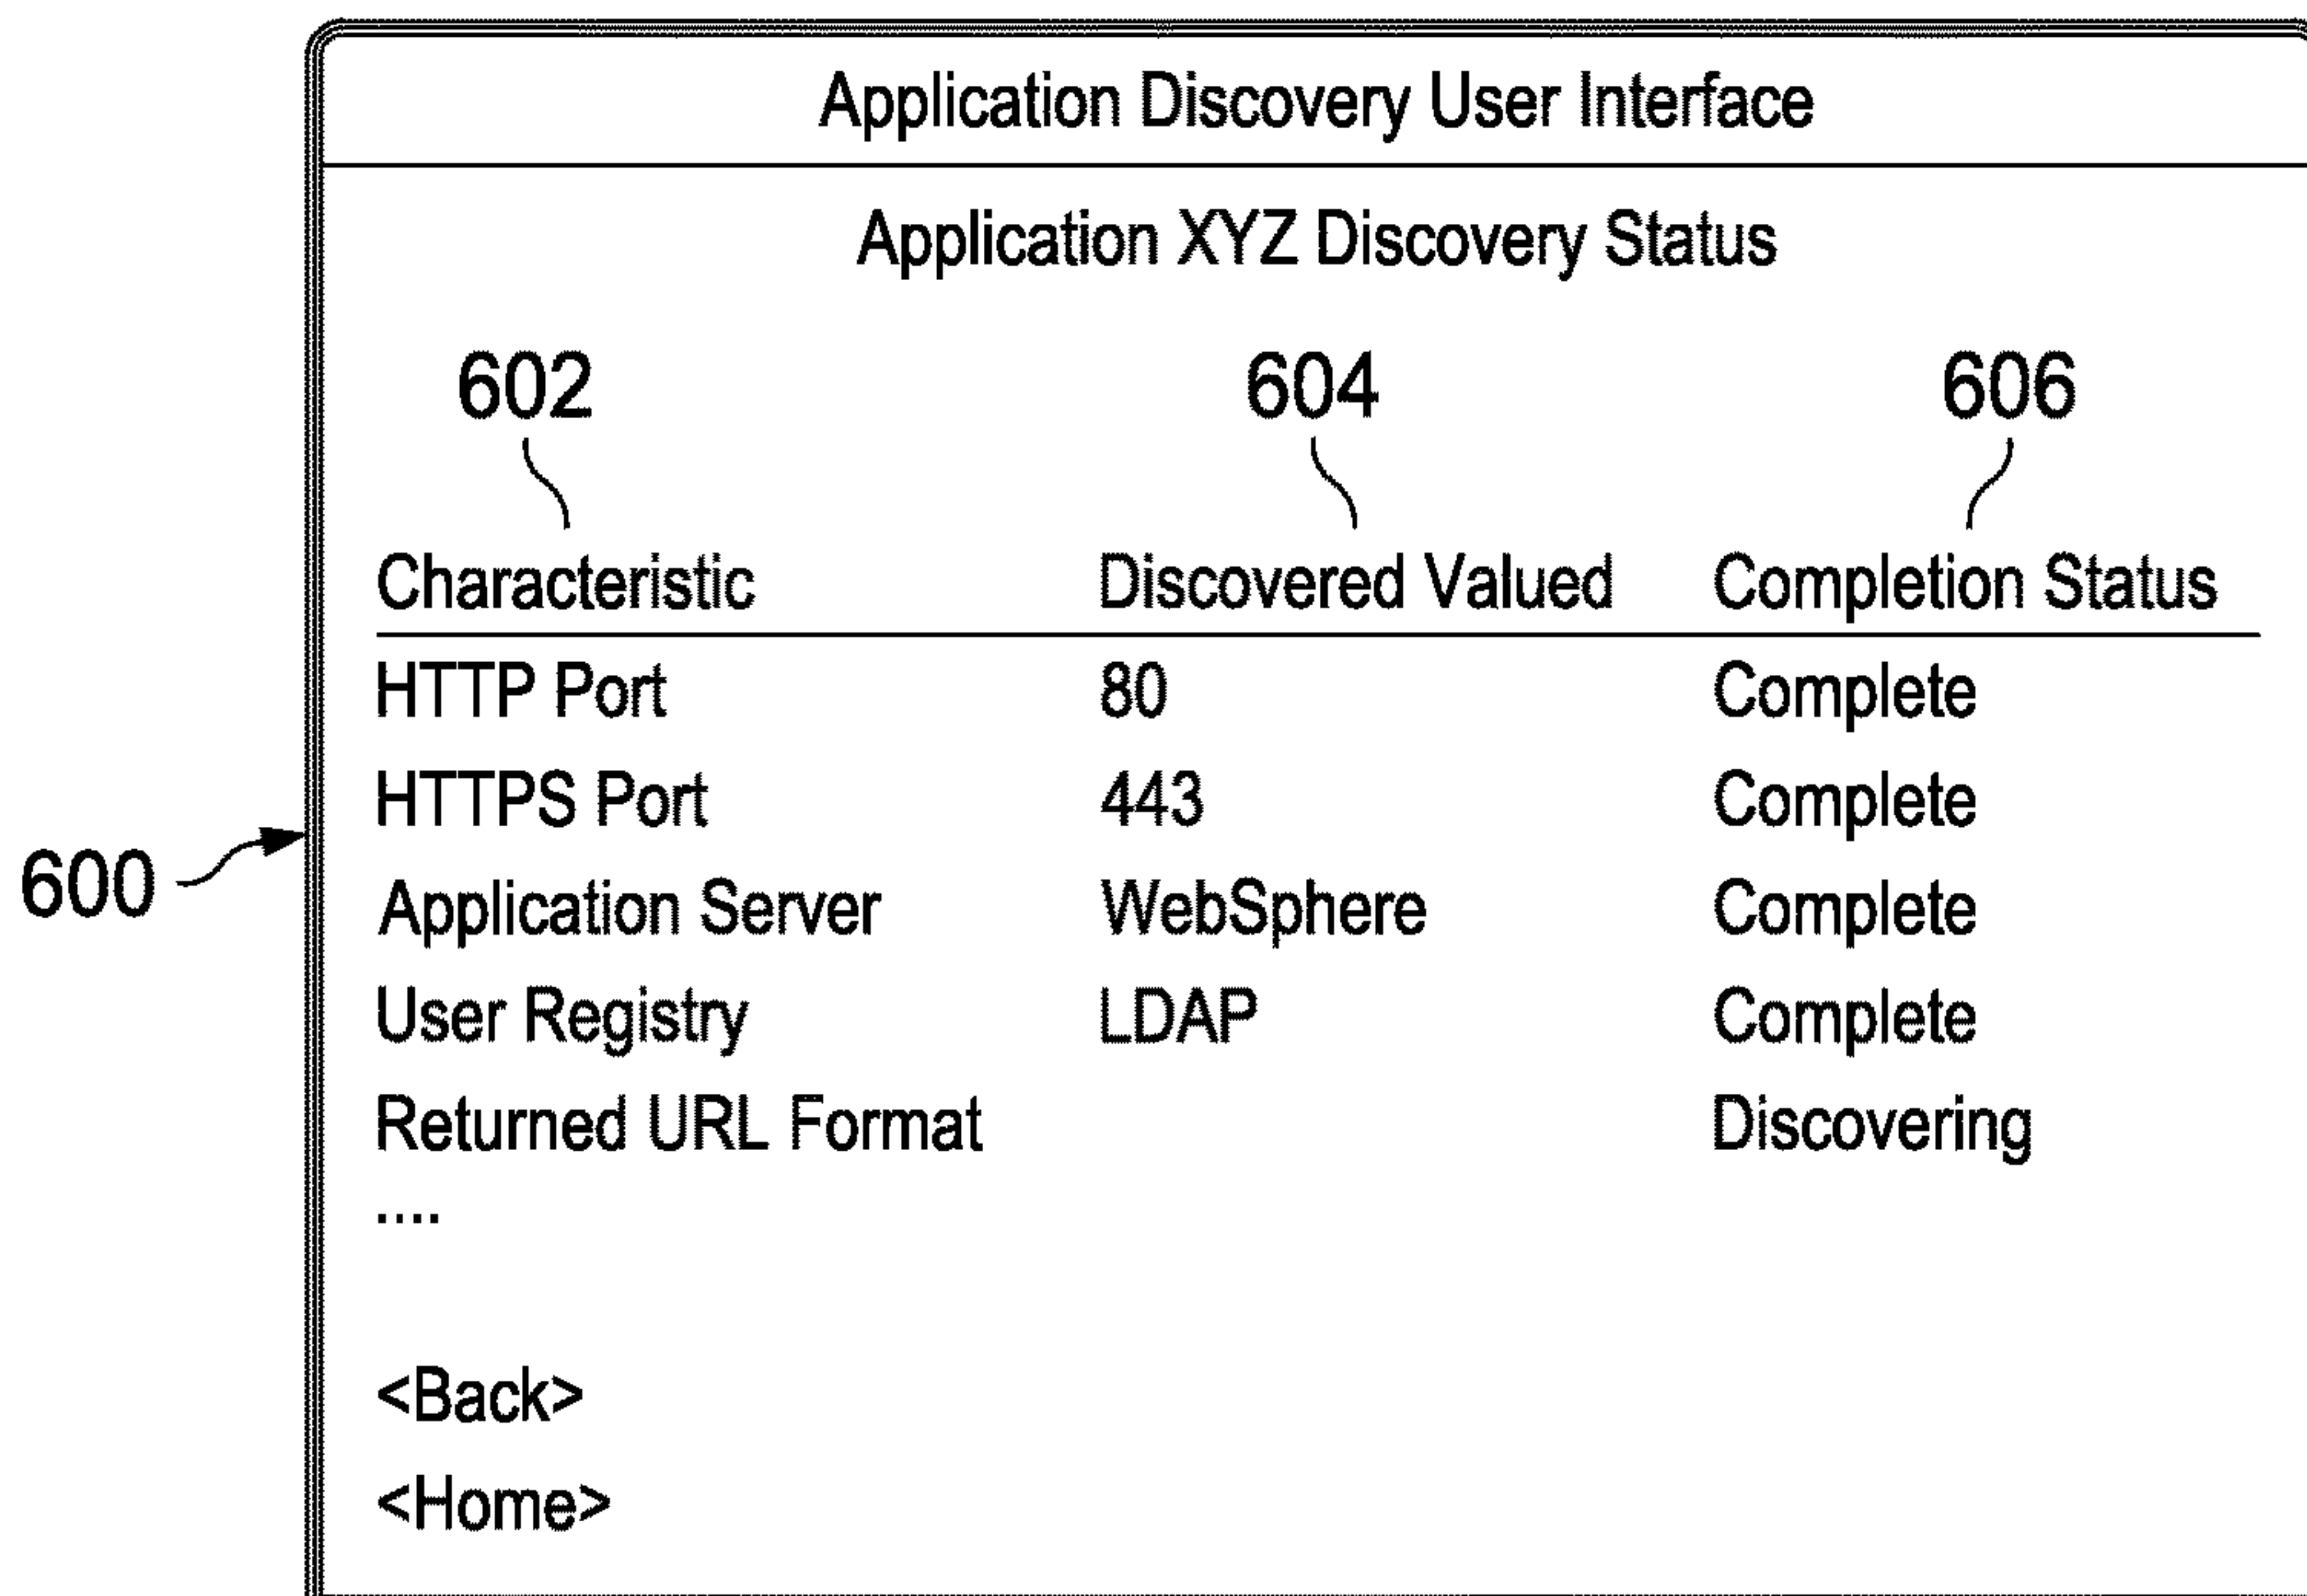 Application Discovery User Interface
Application XYZ Discovery Status
602 604 606
Characteristic Discovered Valued Completion Status
HTTP Port 80 Complete
HTTPS Port 443 Complete
600
Application Server WebSphere Complete
User Registry LDAP Complete
Returned URL Format Discovering
....
<Back>
<Home>